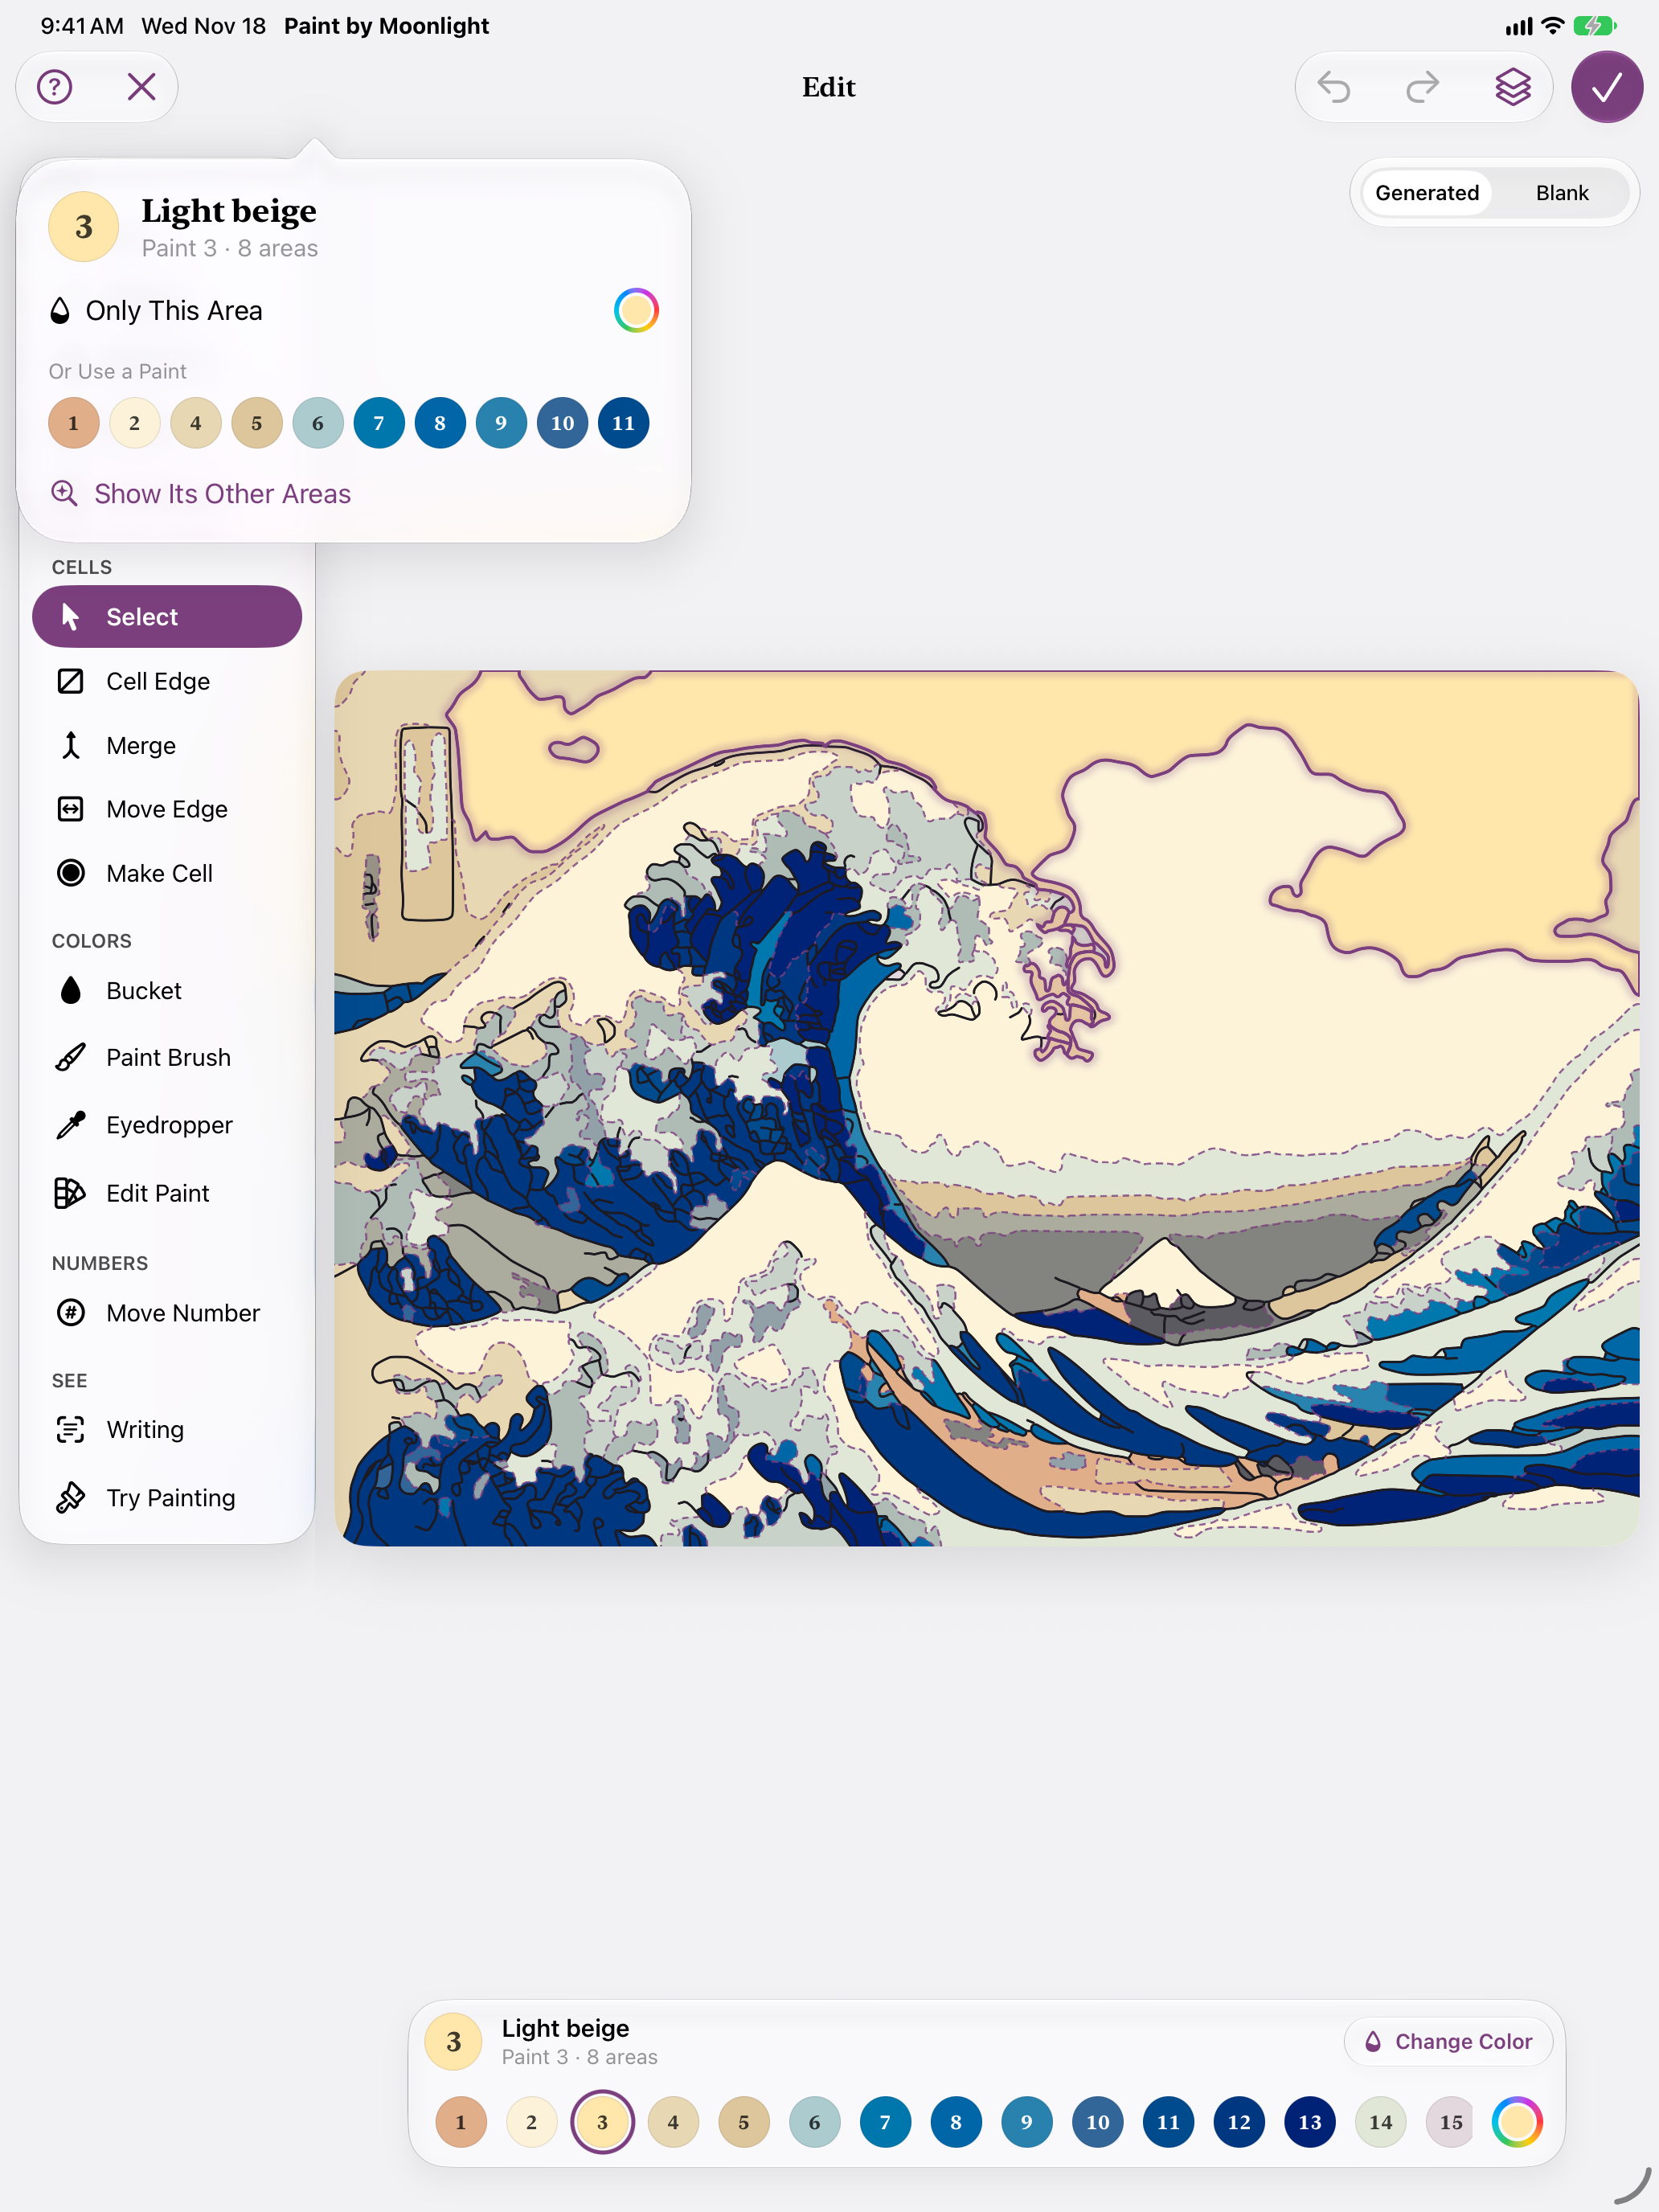 9:41 AM Wed Nov 18 Paint by Moonlight
Edit
Generated Blank
3 Light beige
Paint 3 · 8 areas
Only This Area
Or Use a Paint
1 2 4 5 6 7 8 9 10 11
Show Its Other Areas
CELLS
Select
Cell Edge
Merge
Move Edge
Make Cell
COLORS
Bucket
Paint Brush
Eyedropper
Edit Paint
NUMBERS
# Move Number
SEE
Writing
Try Painting
3 Light beige
Paint 3 · 8 areas
Change Color
1 2 3 4 5 6 7 8 9 10 11 12 13 14 15